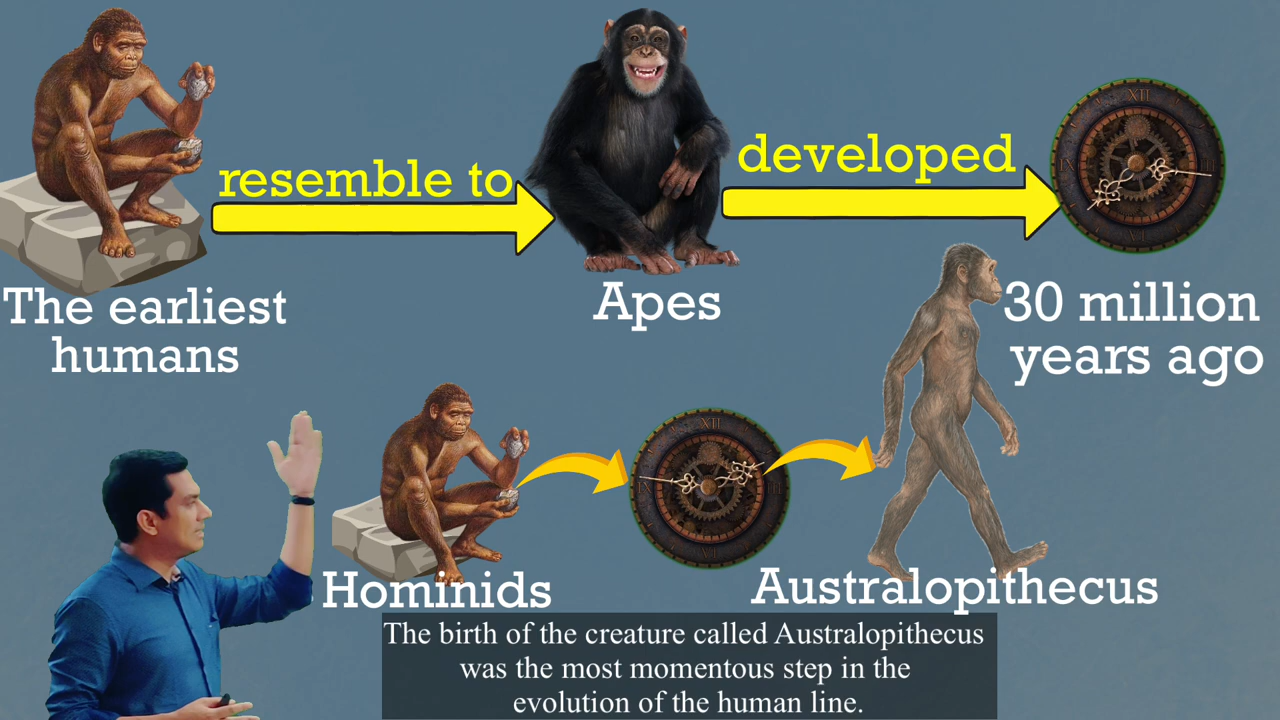 resemble to
developed
The earliest
humans
Apes
30 million
years ago
Hominids
Australopithecus
The birth of the creature called Australopithecus
was the most momentous step in the
evolution of the human line.